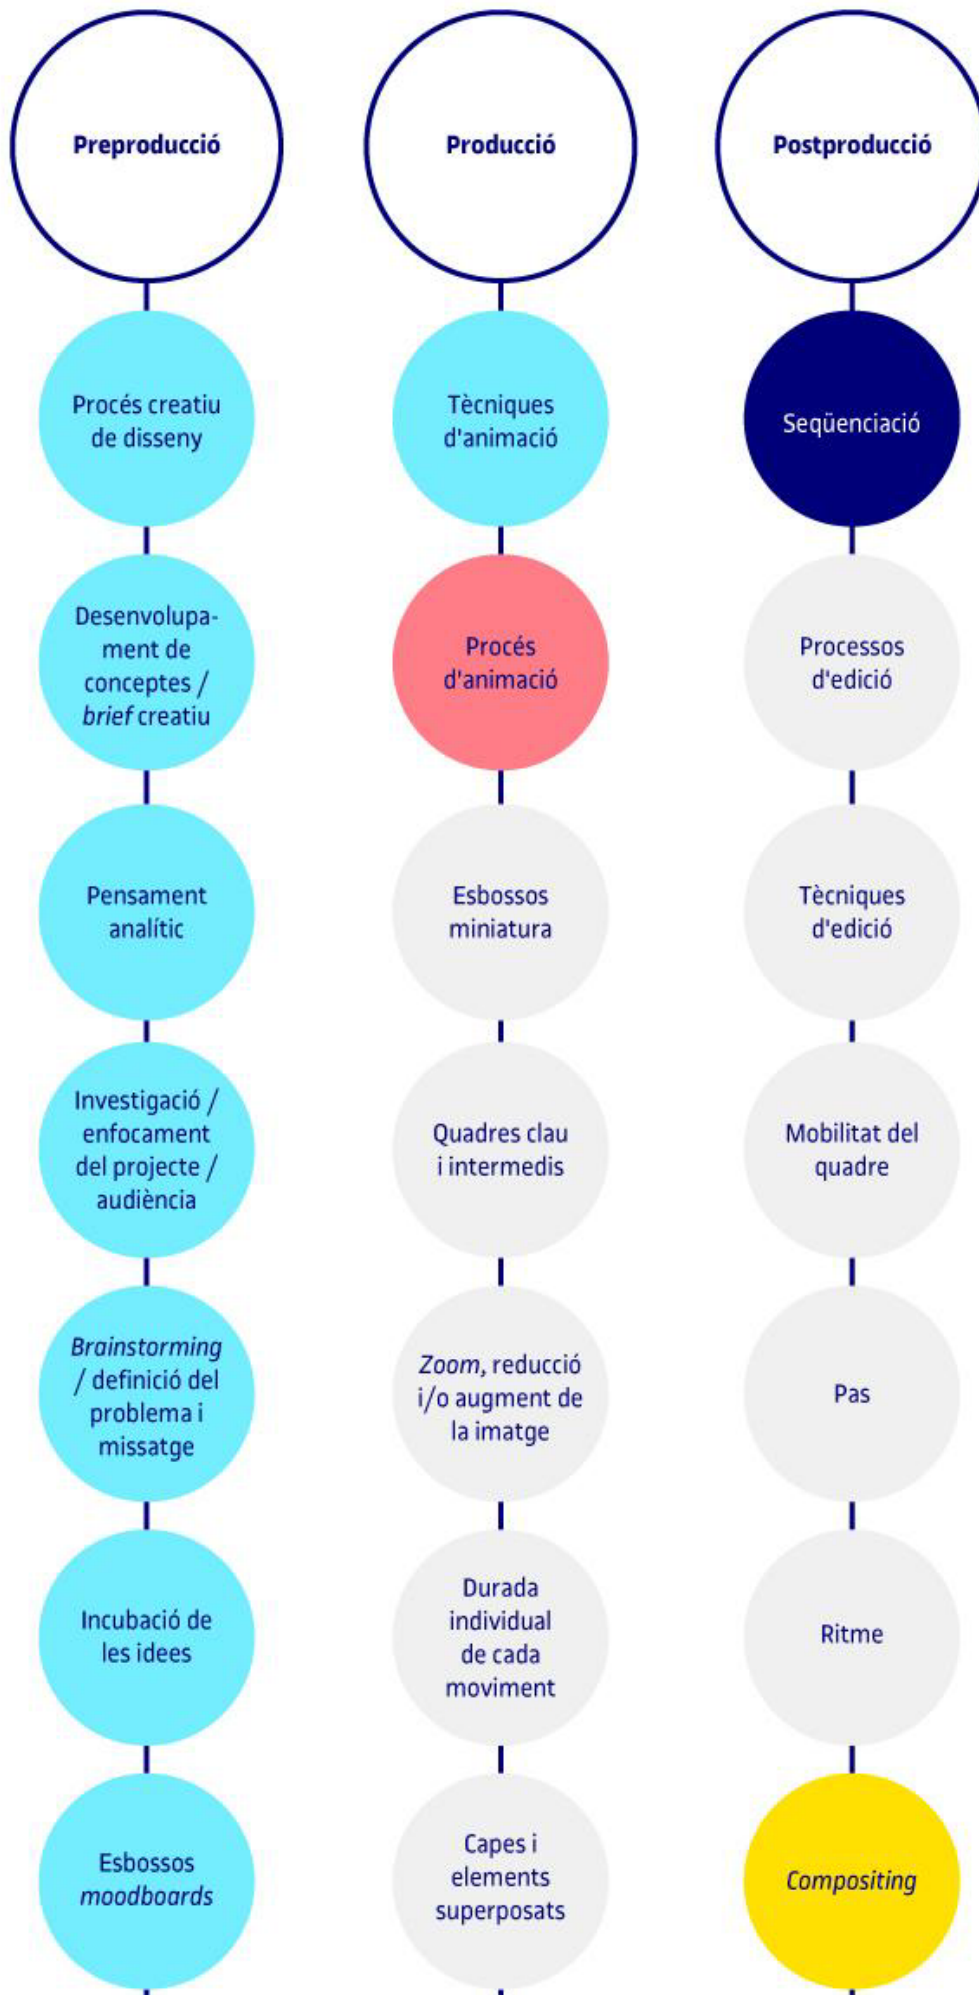 Preproducció
Procés creatiu
de disseny
Desenvolupa-
ment de
conceptes /
brief creatiu
Pensament
analític
Investigació /
enfocament
del projecte /
audiència
Brainstorming
/ definició del
problema i
missatge
Incubació de
les idees
Esbossos
moodboards
Producció
Tècniques
d'animació
Procés
d'animació
Esbossos
miniatura
Quadres clau
i intermedis
Zoom, reducció
i/o augment de
la imatge
Durada
individual
de cada
moviment
Capes i
elements
superposats
Postproducció
Seqüenciació
Processos
d'edició
Tècniques
d'edició
Mobilitat del
quadre
Pas
Ritme
Compositing